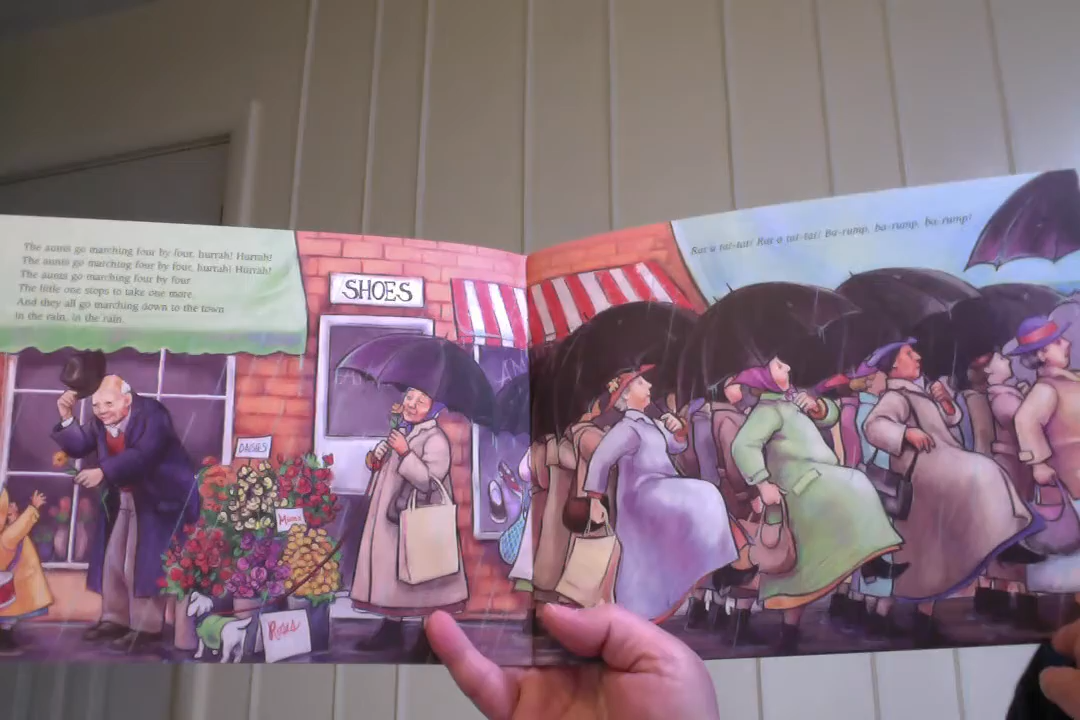 The aunts go marching four by four, hurrah! Hurrah!
The aunts go marching four by four, hurrah! Hurrah!
The aunts go marching four by four
The little one stops to take one more.
And they all go marching down to the town
in the rain, in the rain.
SHOES
DAISIES
Mums
Roses
Rat-a tat-tat! Rat-a tat-tat! Ba-rump, ba-rump, ba-rump!